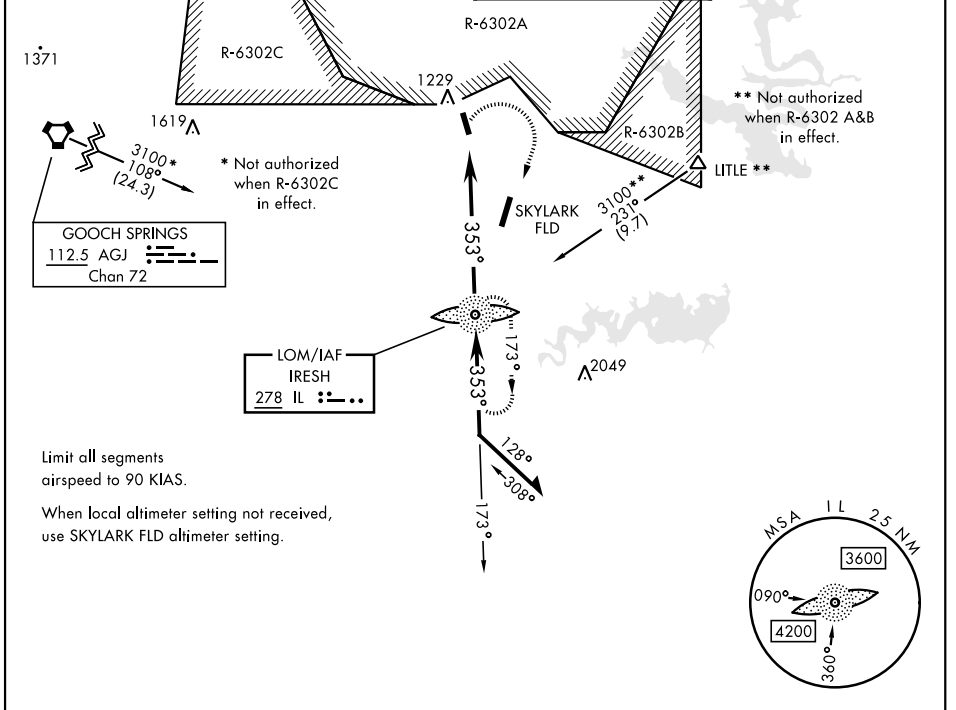 R-6302A
R-6302C
1371
1229
1619
** Not authorized
when R-6302 A&B
in effect.
R-6302B
3100*
108°
(24.3)
* Not authorized
when R-6302C
in effect.
LITLE **
3100**
231°
(9.7)
SKYLARK
FLD
GOOCH SPRINGS
112.5 AGJ
Chan 72
353°
LOM/IAF
IRESH
278 IL
173°
353°
2049
128°
308°
173°
Limit all segments
airspeed to 90 KIAS.
When local altimeter setting not received,
use SKYLARK FLD altimeter setting.
MSA IL 25 NM
3600
090°
4200
360°